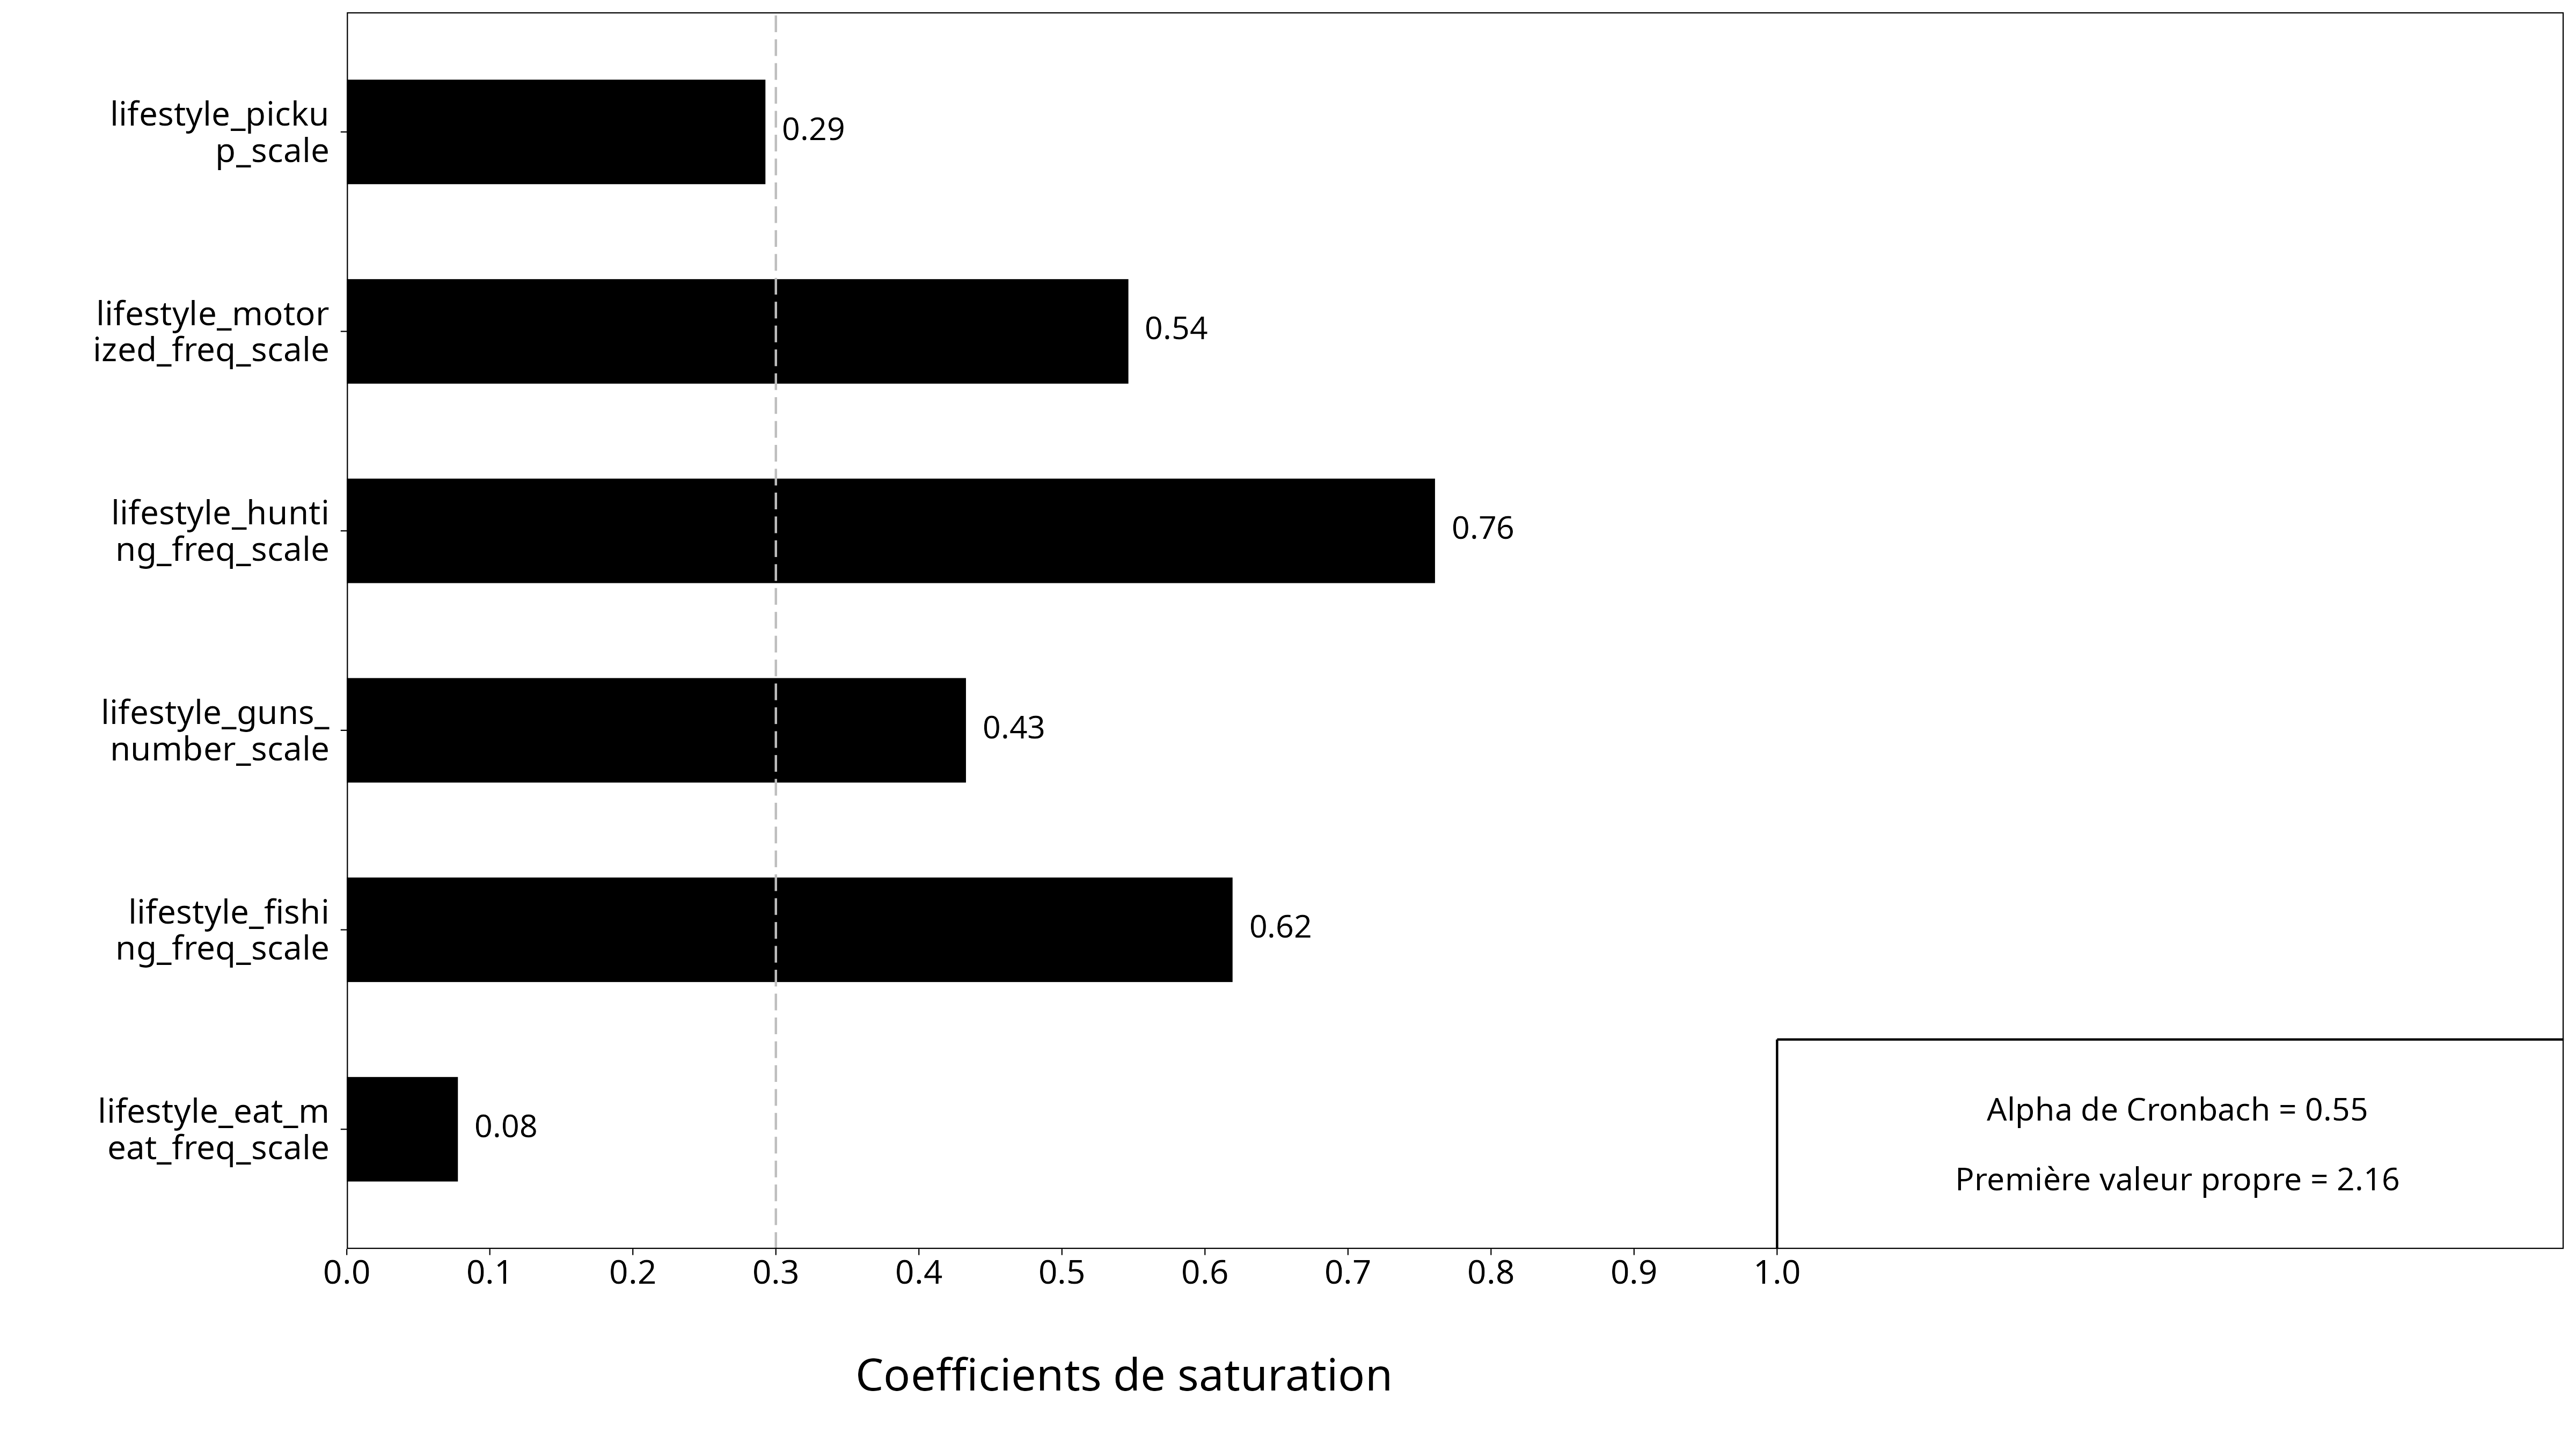 lifestyle_picku
p_scale
0.29
lifestyle_motor
ized_freq_scale
0.54
lifestyle_hunti
ng_freq_scale
0.76
lifestyle_guns_
number_scale
0.43
lifestyle_fishi
ng_freq_scale
0.62
lifestyle_eat_m
eat_freq_scale
0.08
Alpha de Cronbach = 0.55
Première valeur propre = 2.16
0.0 0.1 0.2 0.3 0.4 0.5 0.6 0.7 0.8 0.9 1.0
Coefficients de saturation